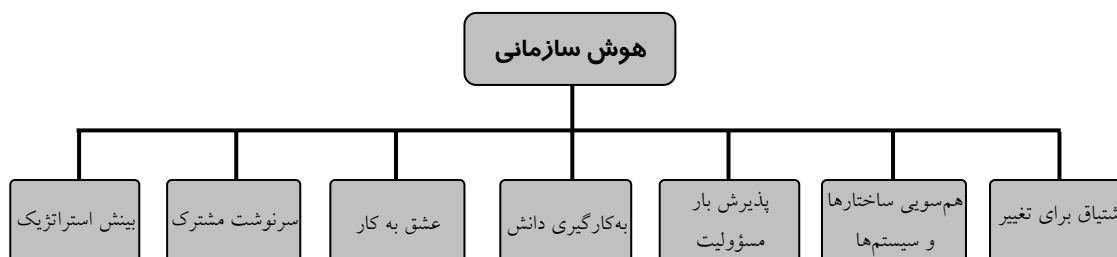 هوش سازمانی
شتیاق برای تغییر
هم‌سویی ساختارها
و سیستم‌ها
پذیرش بار
مسؤولیت
به‌کارگیری دانش
عشق به کار
سرنوشت مشترک
بینش استراتژیک